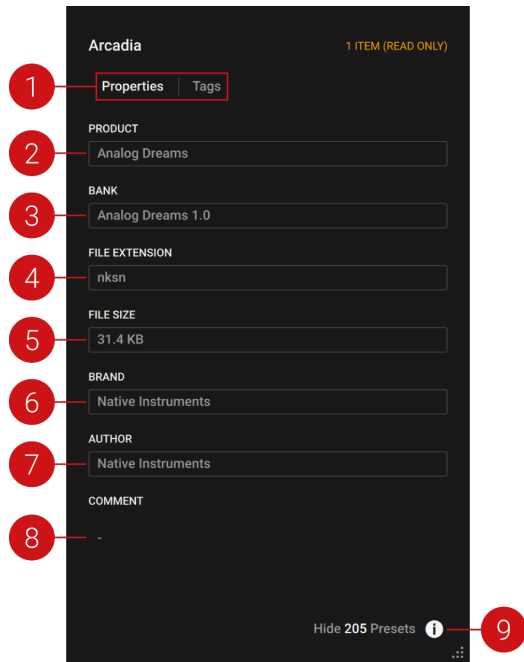 Arcadia 1 ITEM (READ ONLY)
1 Properties Tags
PRODUCT
2 Analog Dreams
BANK
3 Analog Dreams 1.0
FILE EXTENSION
4 nksn
FILE SIZE
5 31.4 KB
BRAND
6 Native Instruments
AUTHOR
7 Native Instruments
COMMENT
8 -
Hide 205 Presets i 9